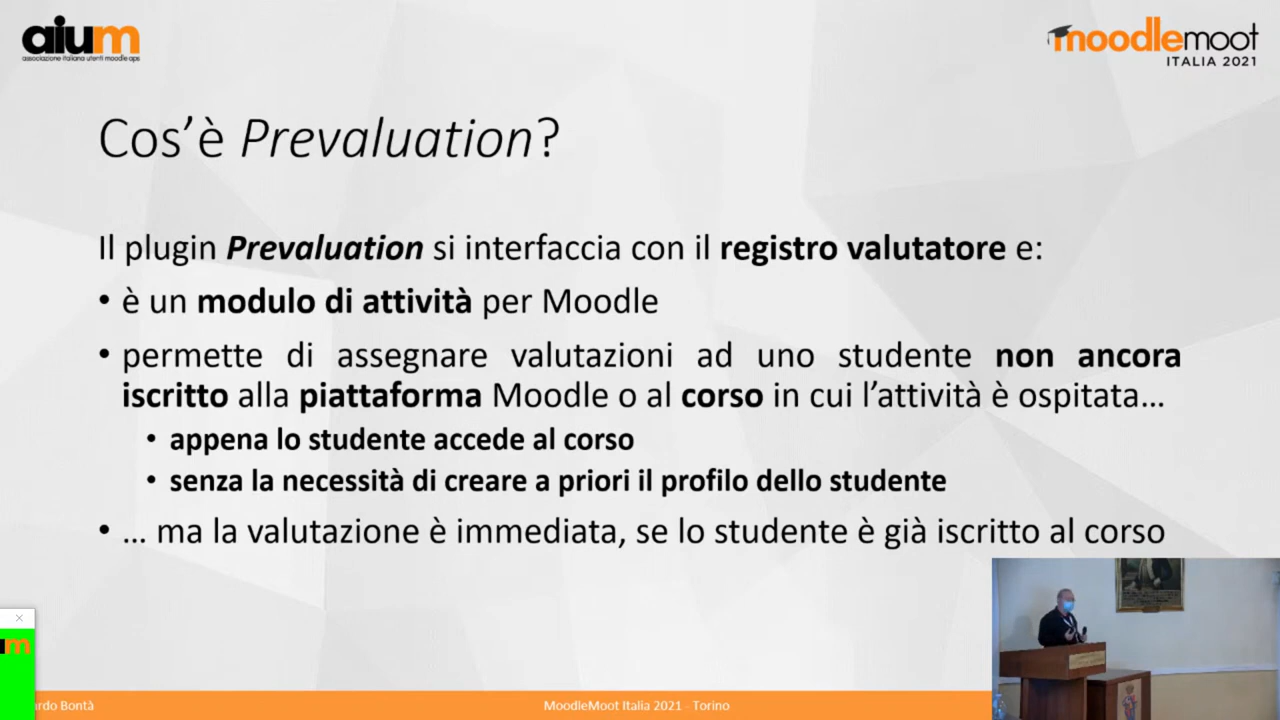 aium
associazione italiana utenti moodle aps
moodlemoot
ITALIA 2021
Cos'è Prevaluation?
Il plugin Prevaluation si interfaccia con il registro valutatore e:
• è un modulo di attività per Moodle
• permette di assegnare valutazioni ad uno studente non ancora
iscritto alla piattaforma Moodle o al corso in cui l'attività è ospitata...
• appena lo studente accede al corso
• senza la necessità di creare a priori il profilo dello studente
• ... ma la valutazione è immediata, se lo studente è già iscritto al corso
Bontà
MoodleMoot Italia 2021 - Torino